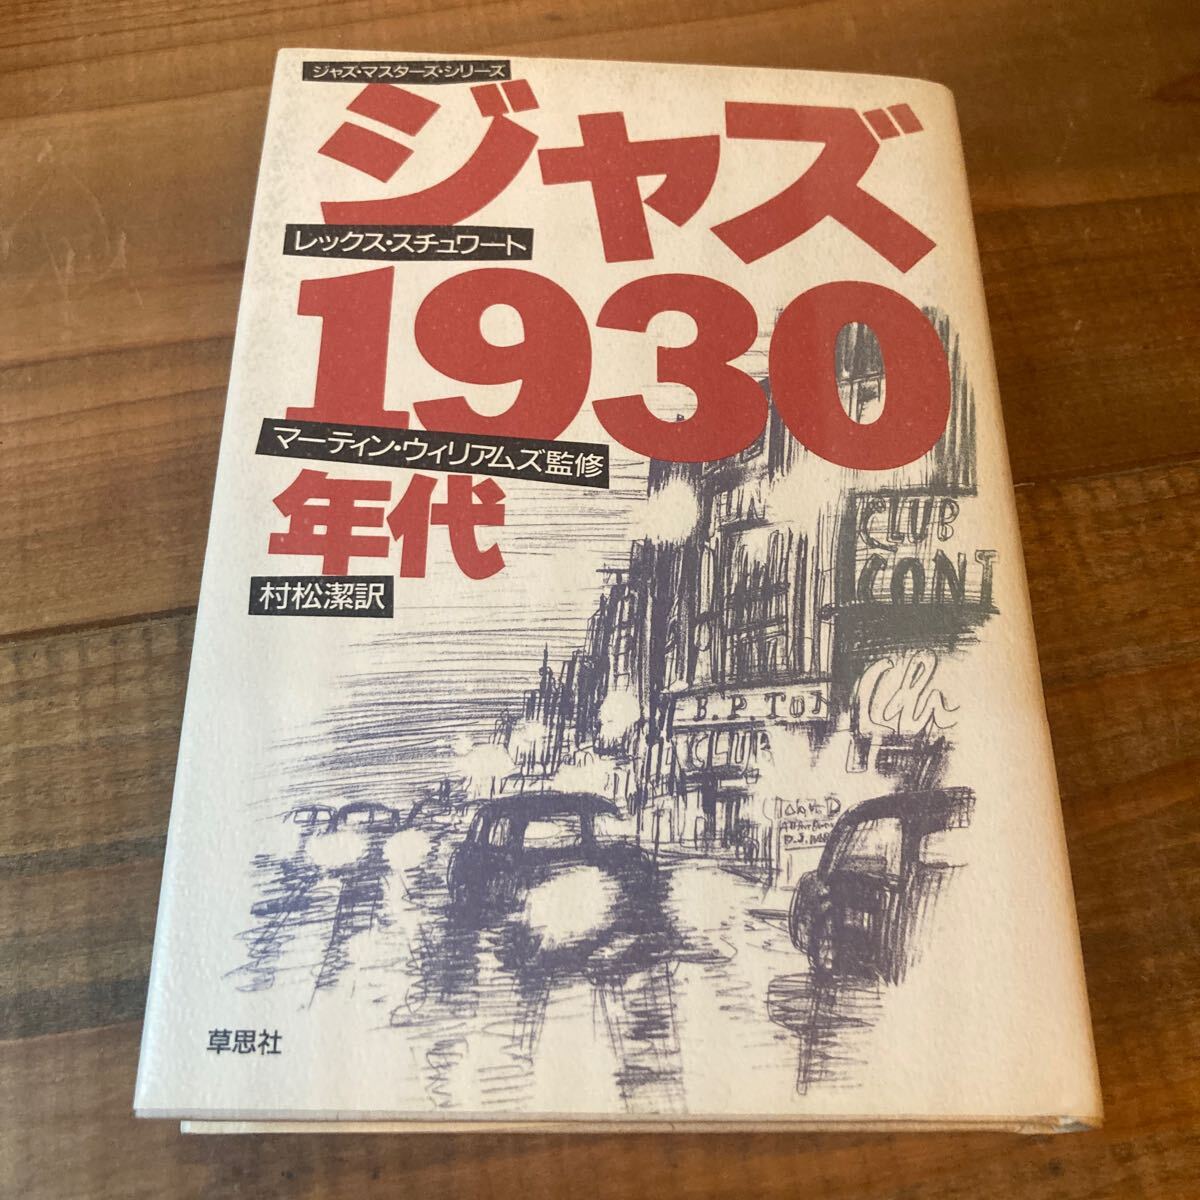 ジャズ・マスターズ・シリーズ
ジャズ
レックス・スチュワート
1930
マーティン・ウィリアムズ監修
年代
村松潔訳
CLUB
CONT
B.P.TON
CLUB
草思社